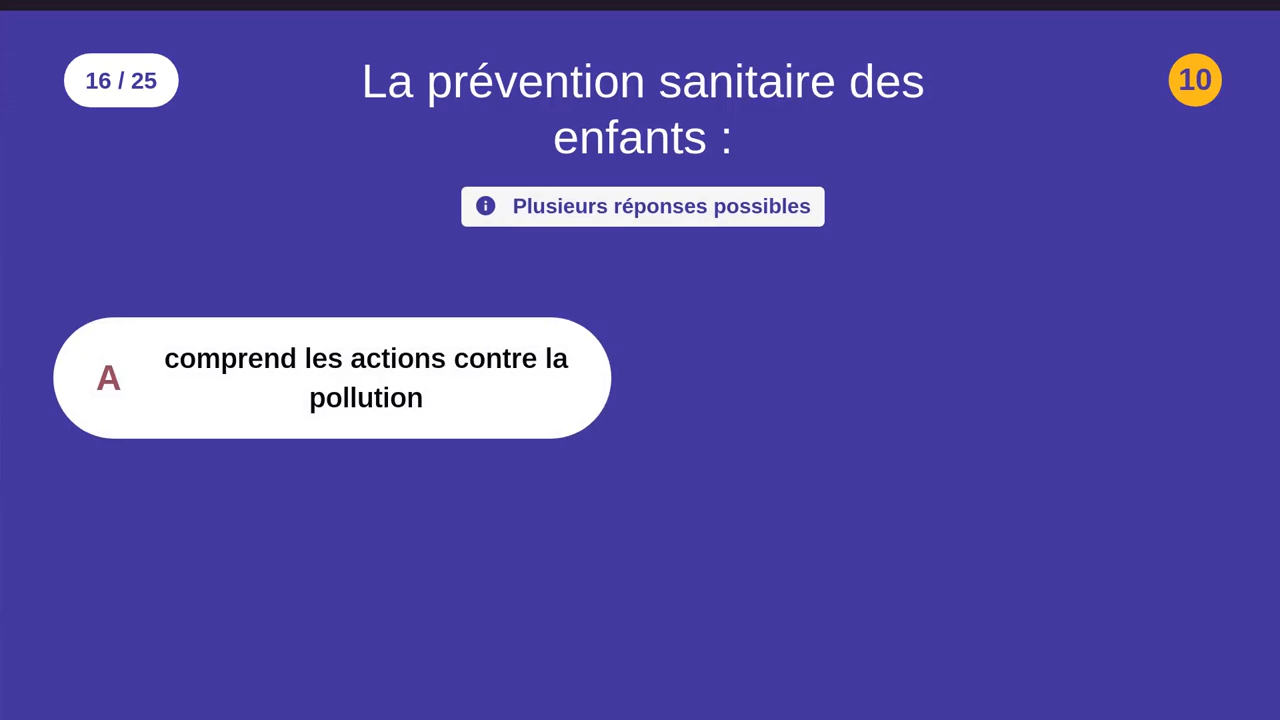 16 / 25
La prévention sanitaire des
enfants :
10
Plusieurs réponses possibles
A
comprend les actions contre la
pollution